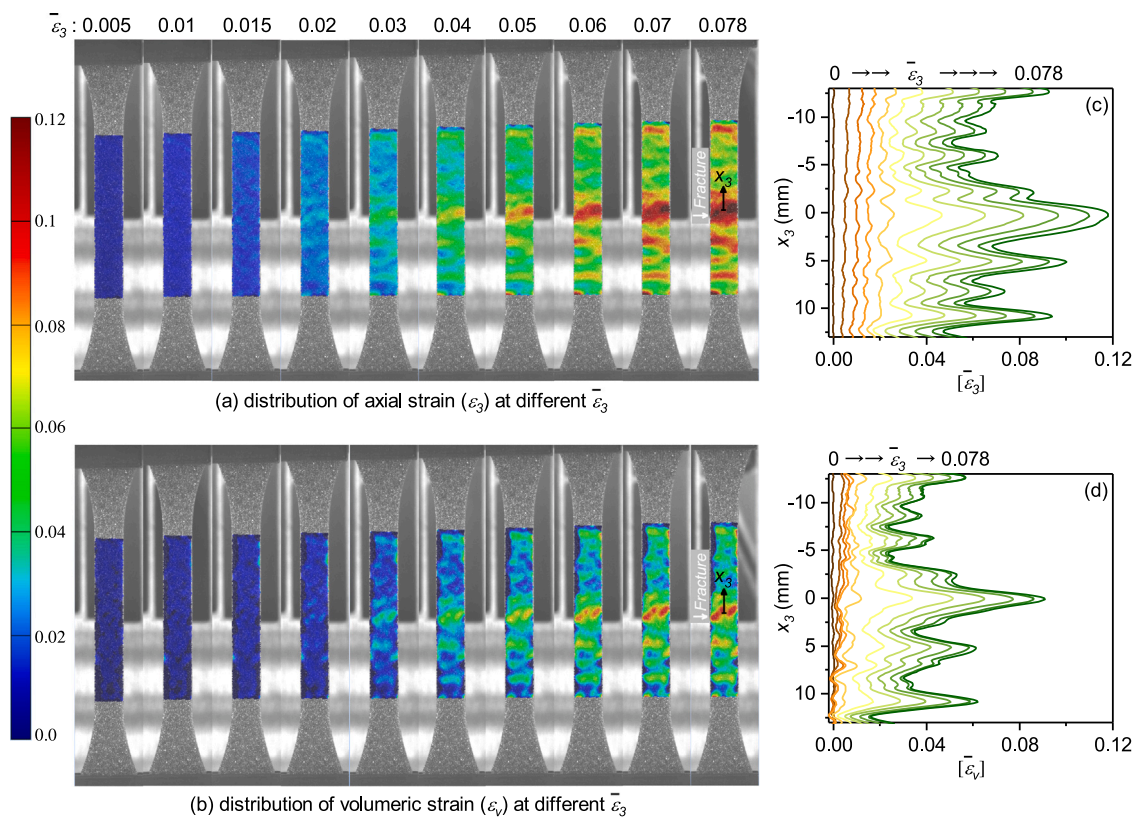 ε̄₃ : 0.005 0.01 0.015 0.02 0.03 0.04 0.05 0.06 0.07 0.078
0.12
0.1
0.08
0.06
0.04
0.02
0.0
Fracture
x₃
(a) distribution of axial strain (ε₃) at different ε̄₃
0 →→ ε̄₃ →→→ 0.078
(c)
-10
-5
0
5
10
x₃ (mm)
0.00 0.04 0.08 0.12
[ε̄₃]
Fracture
x₃
(b) distribution of volumeric strain (εᵥ) at different ε̄₃
0 →→ ε̄₃ → 0.078
(d)
-10
-5
0
5
10
x₃ (mm)
0.00 0.04 0.08 0.12
[ε̄ᵥ]